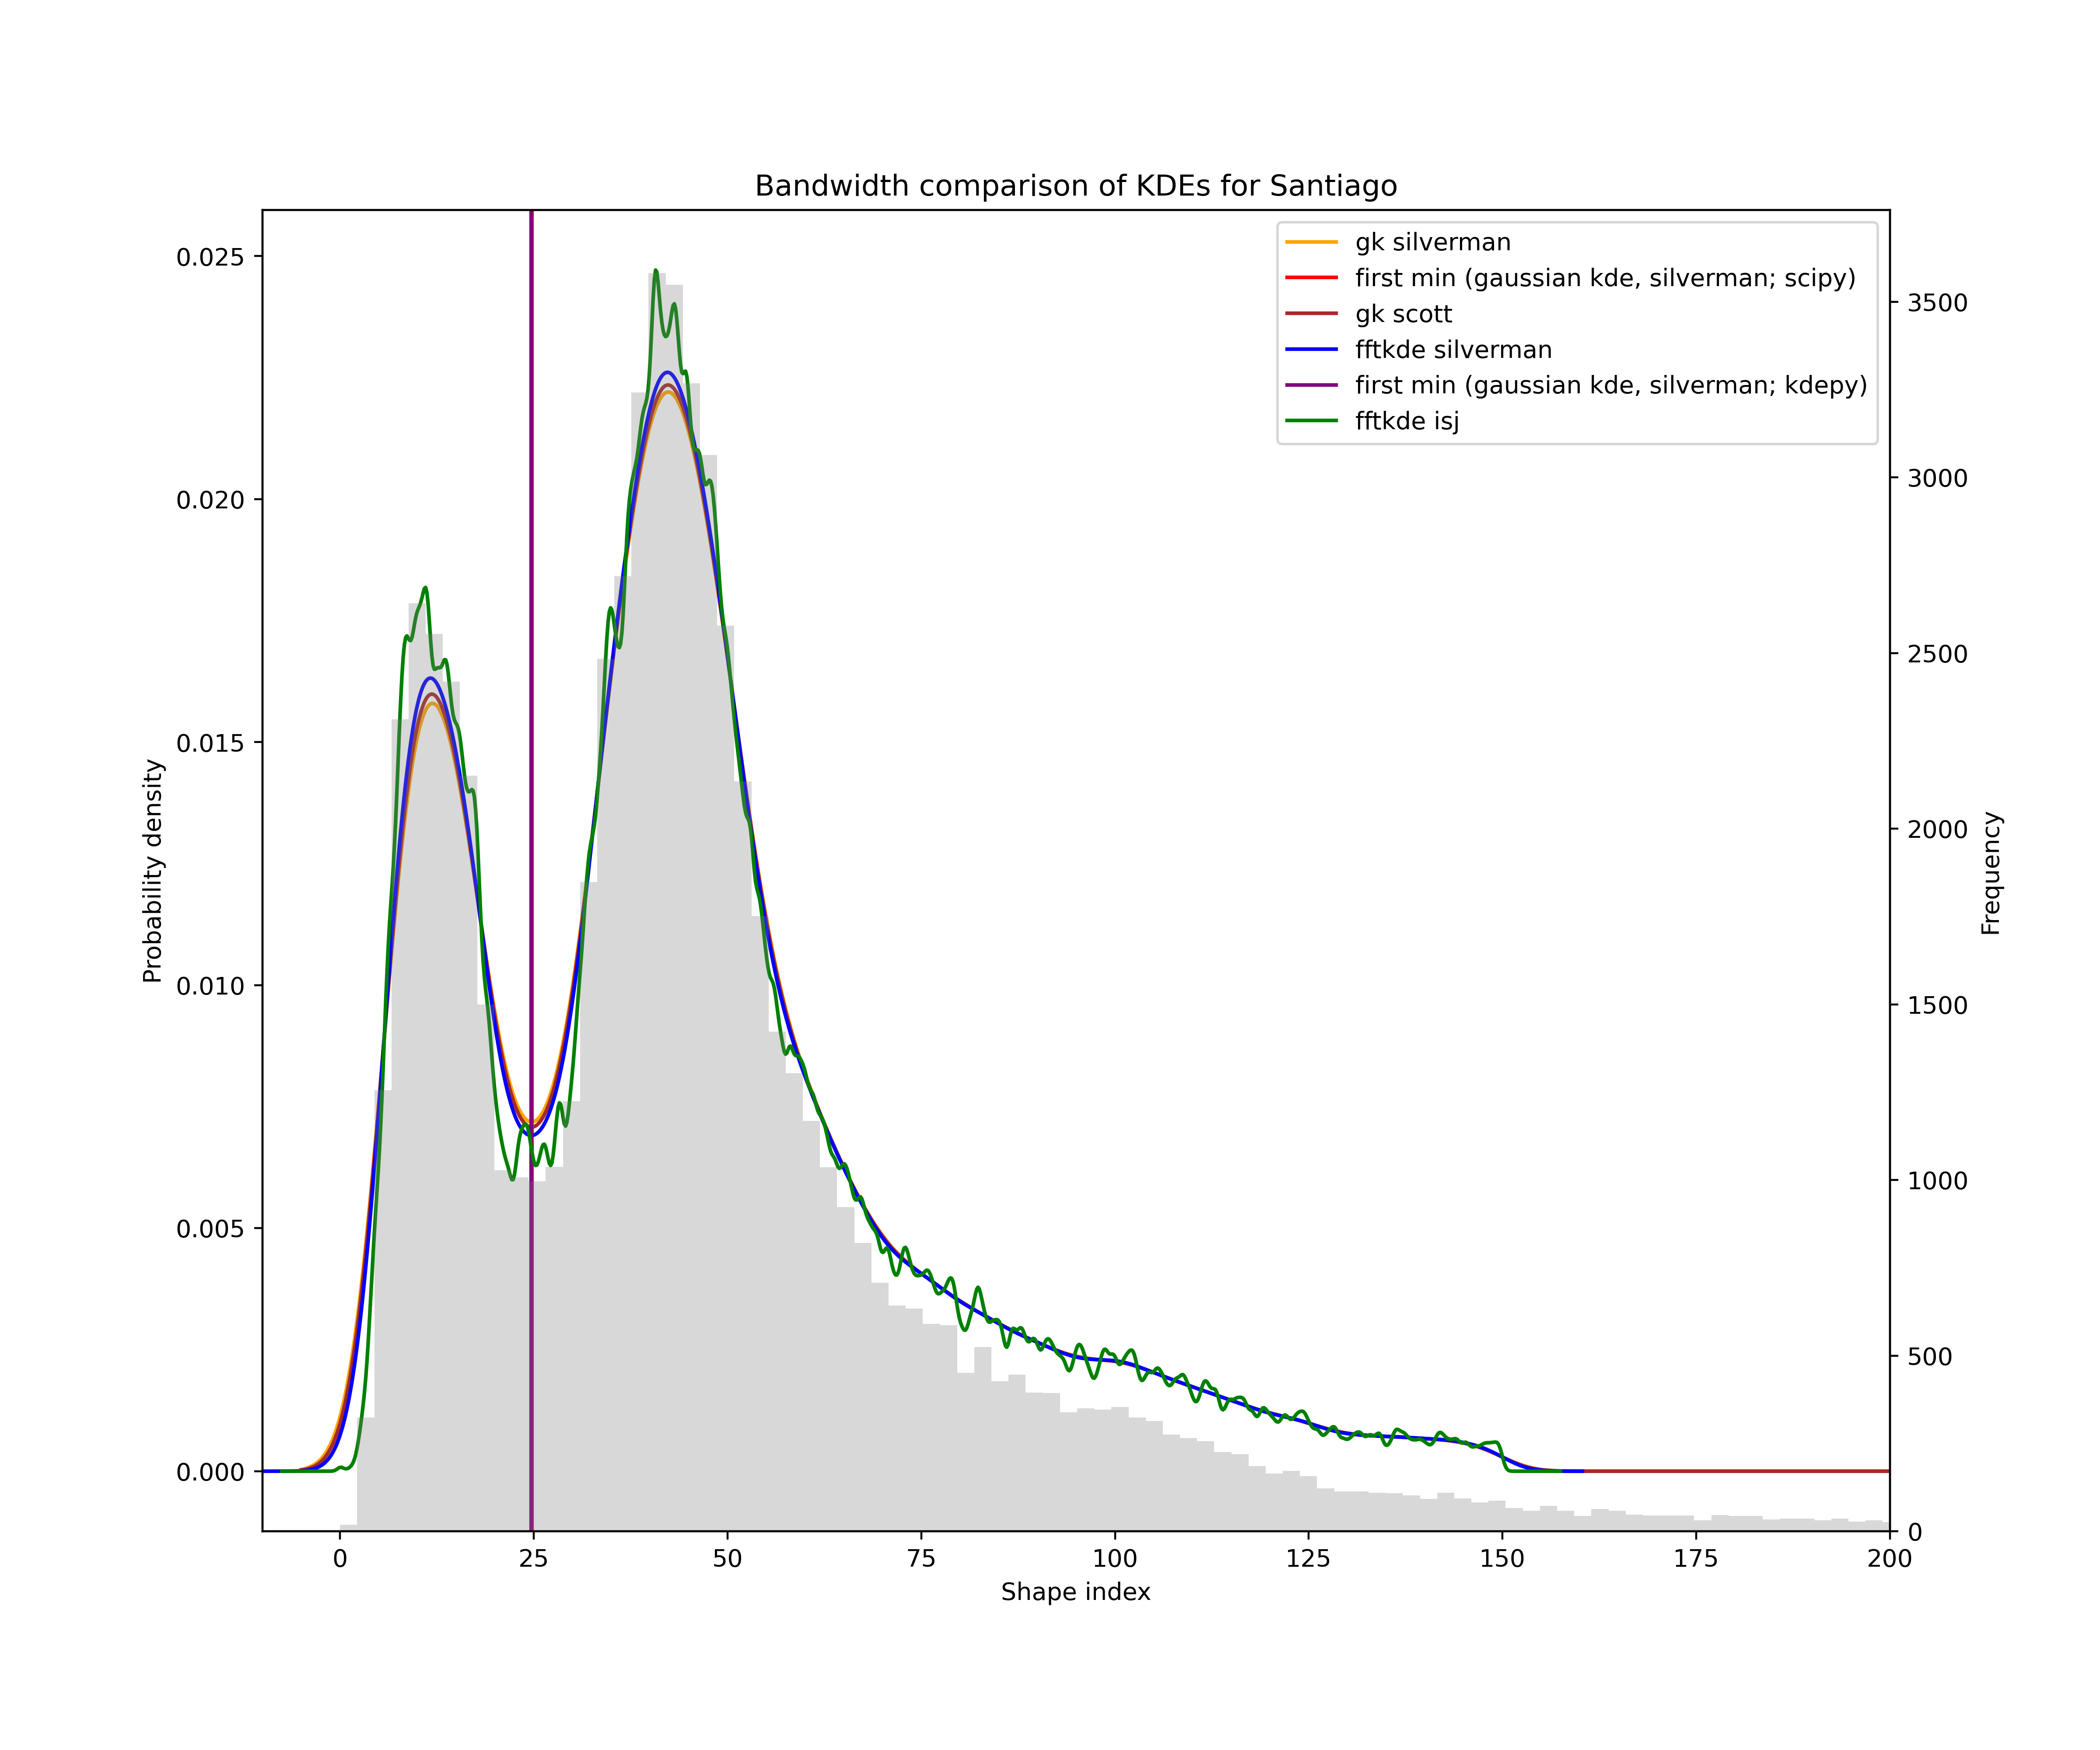 Bandwidth comparison of KDEs for Santiago
gk silverman
first min (gaussian kde, silverman; scipy)
gk scott
fftkde silverman
first min (gaussian kde, silverman; kdepy)
fftkde isj
0.025
0.020
0.015
0.010
0.005
0.000
Probability density
3500
3000
2500
2000
1500
1000
500
0
Frequency
0 25 50 75 100 125 150 175 200
Shape index